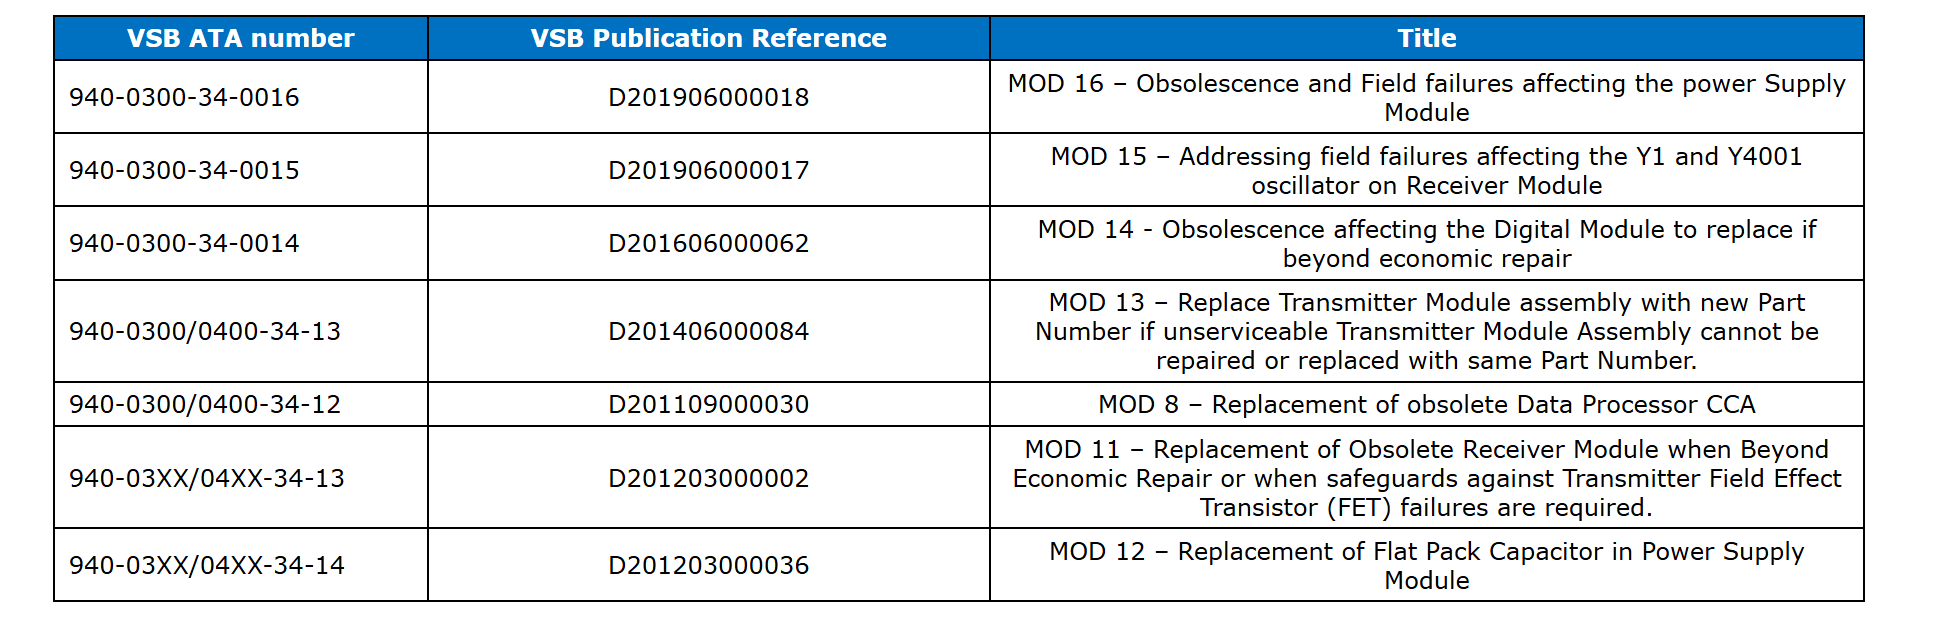 VSB ATA number VSB Publication Reference Title
940-0300-34-0016 D201906000018 MOD 16 – Obsolescence and Field failures affecting the power Supply
Module
940-0300-34-0015 D201906000017 MOD 15 – Addressing field failures affecting the Y1 and Y4001
oscillator on Receiver Module
940-0300-34-0014 D201606000062 MOD 14 - Obsolescence affecting the Digital Module to replace if
beyond economic repair
940-0300/0400-34-13 D201406000084 MOD 13 – Replace Transmitter Module assembly with new Part
Number if unserviceable Transmitter Module Assembly cannot be
repaired or replaced with same Part Number.
940-0300/0400-34-12 D201109000030 MOD 8 – Replacement of obsolete Data Processor CCA
940-03XX/04XX-34-13 D201203000002 MOD 11 – Replacement of Obsolete Receiver Module when Beyond
Economic Repair or when safeguards against Transmitter Field Effect
Transistor (FET) failures are required.
940-03XX/04XX-34-14 D201203000036 MOD 12 – Replacement of Flat Pack Capacitor in Power Supply
Module